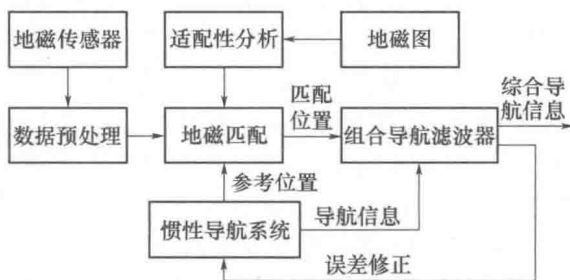 地磁传感器
适配性分析
地磁图
数据预处理
地磁匹配
匹配
位置
组合导航滤波器
综合导
航信息
参考位置
惯性导航系统
导航信息
误差修正